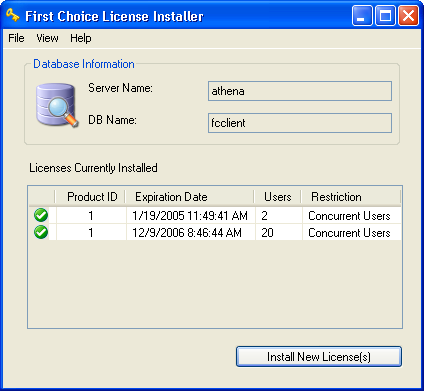 First Choice License Installer
File View Help
Database Information
Server Name: athena
DB Name: fcclient
Licenses Currently Installed
Product ID Expiration Date Users Restriction
1 1/19/2005 11:49:41 AM 2 Concurrent Users
1 12/9/2006 8:46:44 AM 20 Concurrent Users
Install New License(s)